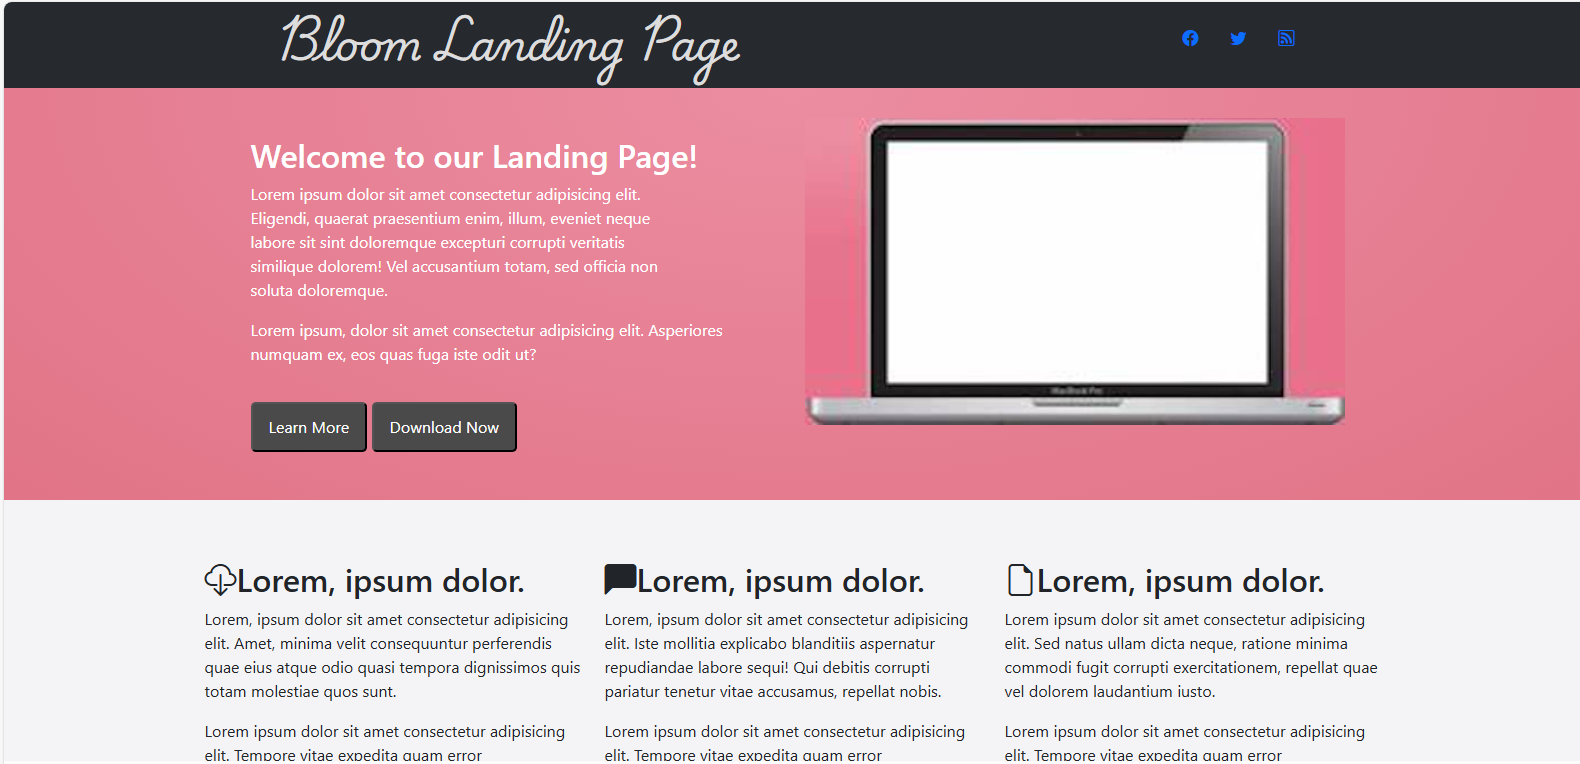 Bloom Landing Page
Welcome to our Landing Page!
Lorem ipsum dolor sit amet consectetur adipisicing elit.
Eligendi, quaerat praesentium enim, illum, eveniet neque
labore sit sint doloremque excepturi corrupti veritatis
similique dolorem! Vel accusantium totam, sed officia non
soluta doloremque.
Lorem ipsum, dolor sit amet consectetur adipisicing elit. Asperiores
numquam ex, eos quas fuga iste odit ut?
Learn More
Download Now
MacBook Pro
Lorem, ipsum dolor.
Lorem, ipsum dolor sit amet consectetur adipisicing
elit. Amet, minima velit consequuntur perferendis
quae eius atque odio quasi tempora dignissimos quis
totam molestiae quos sunt.
Lorem ipsum dolor sit amet consectetur adipisicing
elit. Tempore vitae expedita quam error
Lorem, ipsum dolor.
Lorem, ipsum dolor sit amet consectetur adipisicing
elit. Iste mollitia explicabo blanditiis aspernatur
repudiandae labore sequi! Qui debitis corrupti
pariatur tenetur vitae accusamus, repellat nobis.
Lorem ipsum dolor sit amet consectetur adipisicing
elit. Tempore vitae expedita quam error
Lorem, ipsum dolor.
Lorem ipsum dolor sit amet consectetur adipisicing
elit. Sed natus ullam dicta neque, ratione minima
commodi fugit corrupti exercitationem, repellat quae
vel dolorem laudantium iusto.
Lorem ipsum dolor sit amet consectetur adipisicing
elit. Tempore vitae expedita quam error